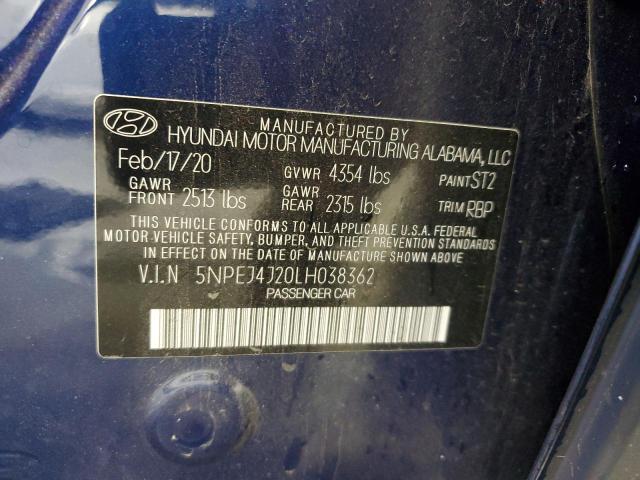 MANUFACTURED BY
HYUNDAI MOTOR MANUFACTURING ALABAMA, LLC
Feb/17/20 GVWR 4354 lbs PAINT ST2
GAWR FRONT 2513 lbs GAWR REAR 2315 lbs TRIM RBP
THIS VEHICLE CONFORMS TO ALL APPLICABLE U.S.A. FEDERAL
MOTOR VEHICLE SAFETY, BUMPER, AND THEFT PREVENTION STANDARDS
IN EFFECT ON THE DATE OF MANUFACTURE SHOWN ABOVE
V.I.N 5NPEJ4J20LH038362
PASSENGER CAR